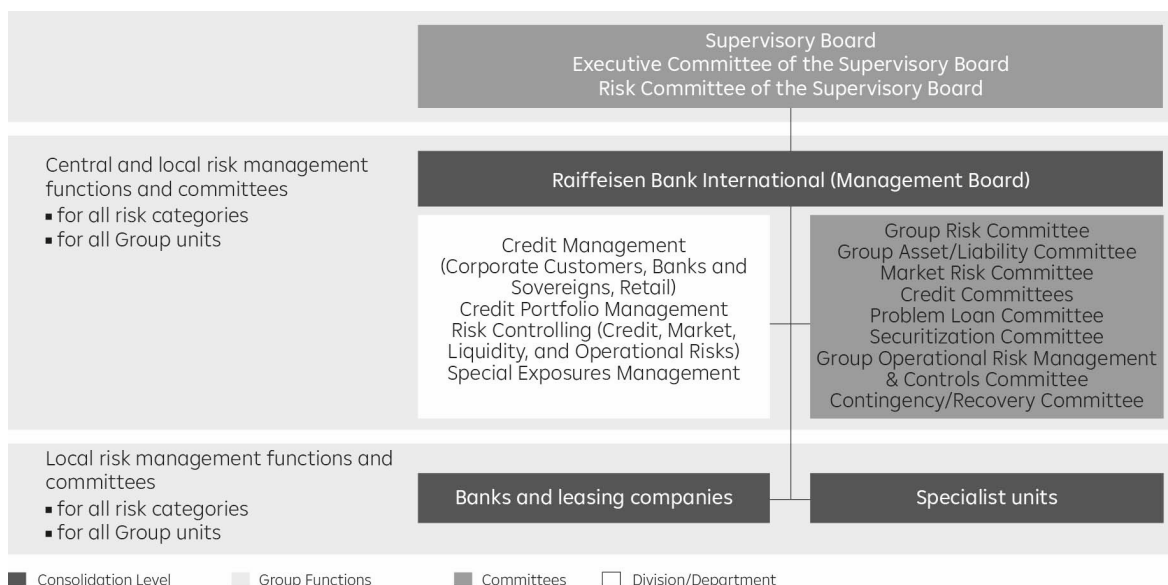 Supervisory Board
Executive Committee of the Supervisory Board
Risk Committee of the Supervisory Board
Central and local risk management
functions and committees
▪ for all risk categories
▪ for all Group units
Raiffeisen Bank International (Management Board)
Credit Management
(Corporate Customers, Banks and
Sovereigns, Retail)
Credit Portfolio Management
Risk Controlling (Credit, Market,
Liquidity, and Operational Risks)
Special Exposures Management
Group Risk Committee
Group Asset/Liability Committee
Market Risk Committee
Credit Committees
Problem Loan Committee
Securitization Committee
Group Operational Risk Management
& Controls Committee
Contingency/Recovery Committee
Local risk management functions and
committees
▪ for all risk categories
▪ for all Group units
Banks and leasing companies
Specialist units
Consolidation Level
Group Functions
Committees
Division/Department